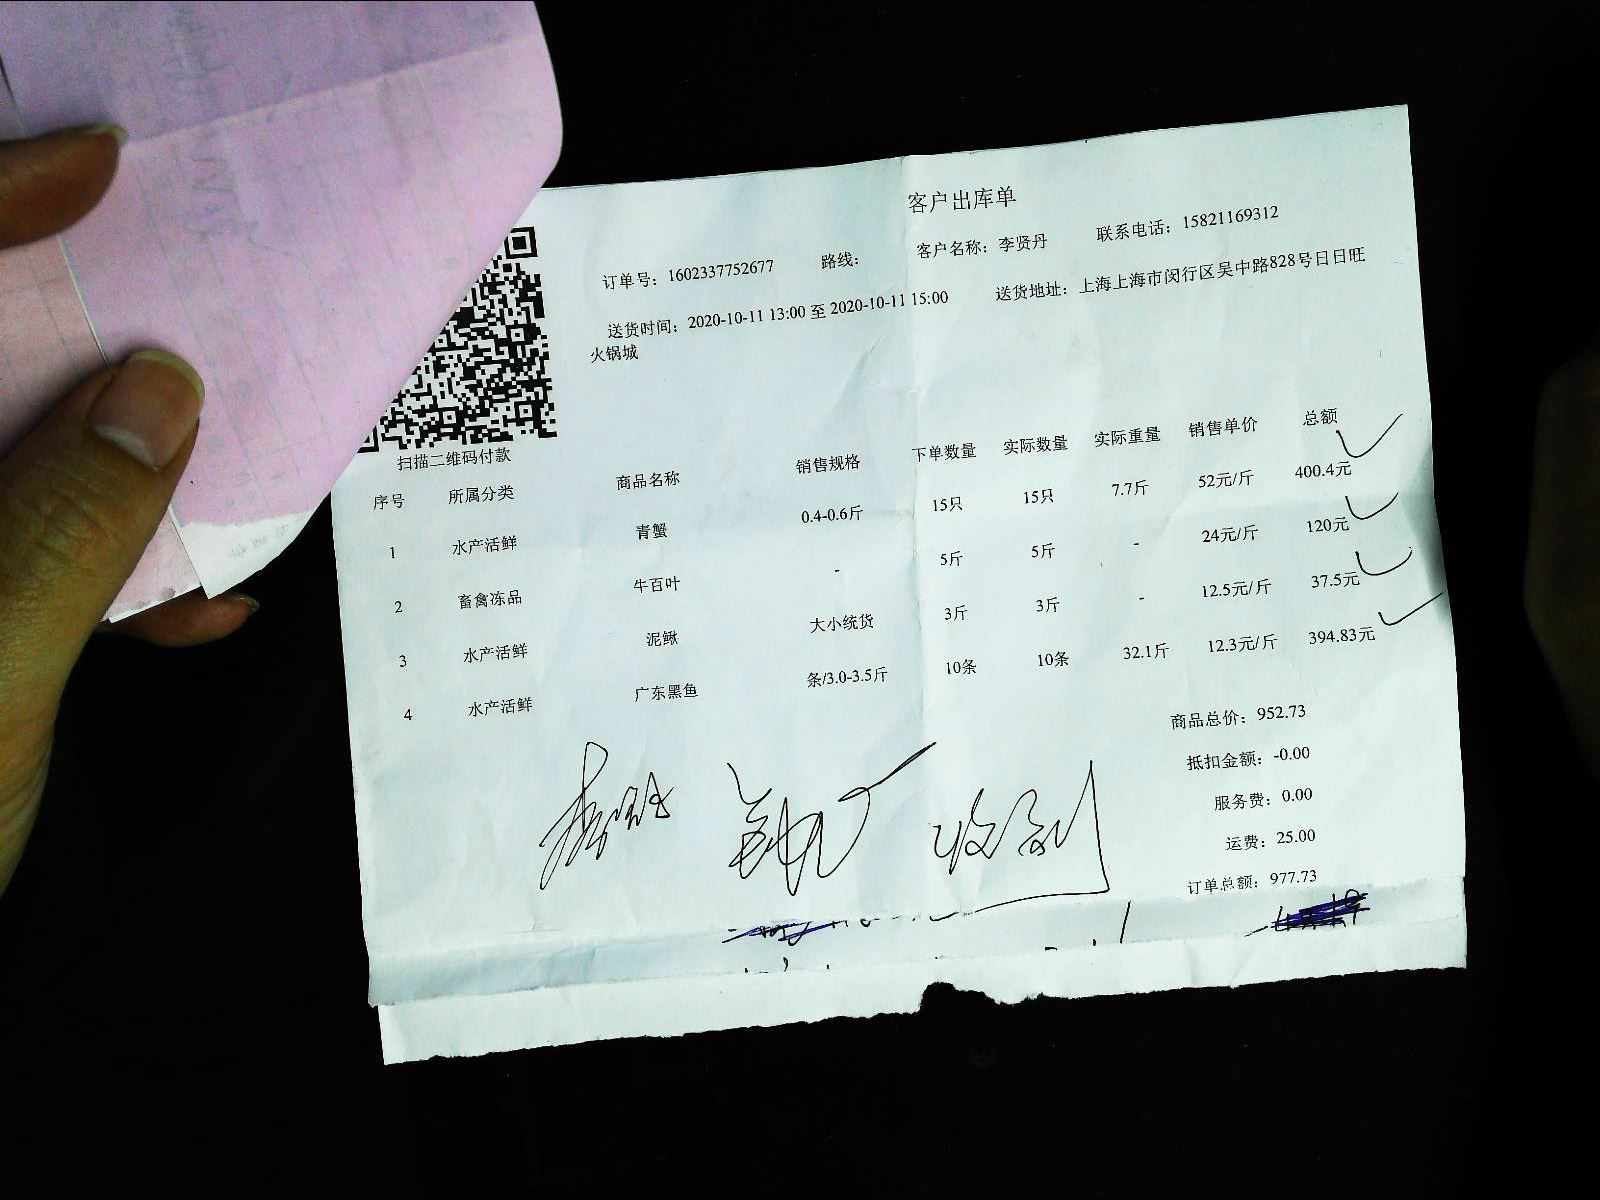 客户出库单
订单号：1602337752677 路线： 客户名称：李贤丹 联系电话：15821169312
送货时间：2020-10-11 13:00 至 2020-10-11 15:00 送货地址：上海上海市闵行区吴中路828号日日旺
火锅城
扫描二维码付款
序号 所属分类 商品名称 销售规格 下单数量 实际数量 实际重量 销售单价 总额
1 水产活鲜 青蟹 0.4-0.6斤 15只 15只 7.7斤 52元/斤 400.4元
2 畜禽冻品 牛百叶 - 5斤 5斤 - 24元/斤 120元
3 水产活鲜 泥鳅 大小统货 3斤 3斤 - 12.5元/斤 37.5元
4 水产活鲜 广东黑鱼 条/3.0-3.5斤 10条 10条 32.1斤 12.3元/斤 394.83元
商品总价：952.73
抵扣金额：-0.00
服务费：0.00
运费：25.00
订单总额：977.73
收到